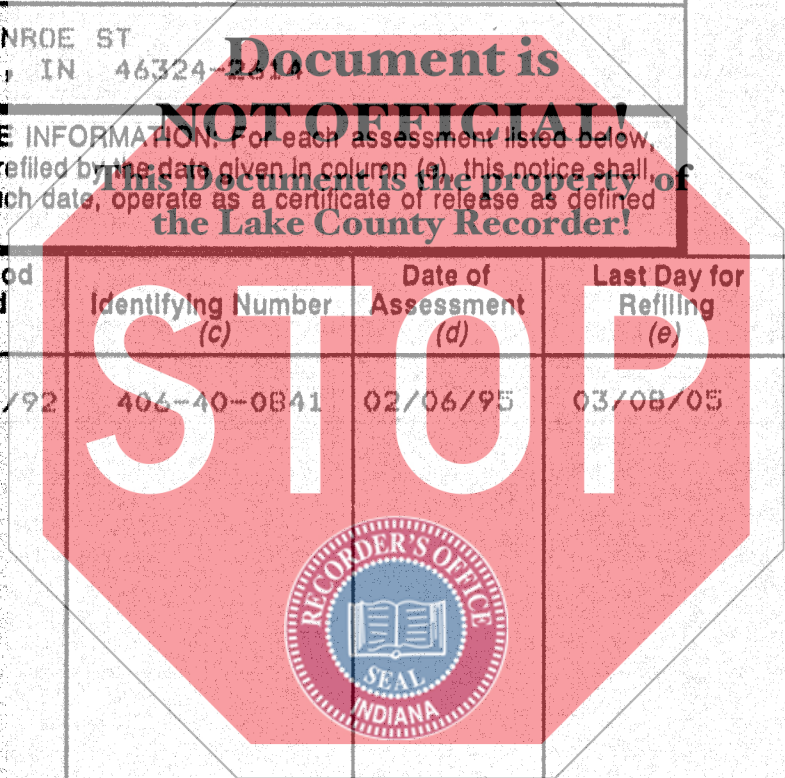 NROE ST
, IN 46324-2614
Document is
NOT OFFICIAL!
This Document is the property of
the Lake County Recorder!
E INFORMATION: For each assessment listed below,
efiled by the date given in column (e), this notice shall,
ch date, operate as a certificate of release as defined
od
Identifying Number
(c)
Date of
Assessment
(d)
Last Day for
Refiling
(e)
/92 406-40-0841 02/06/95 03/08/05
STOP
RECORDER'S OFFICE
SEAL
INDIANA